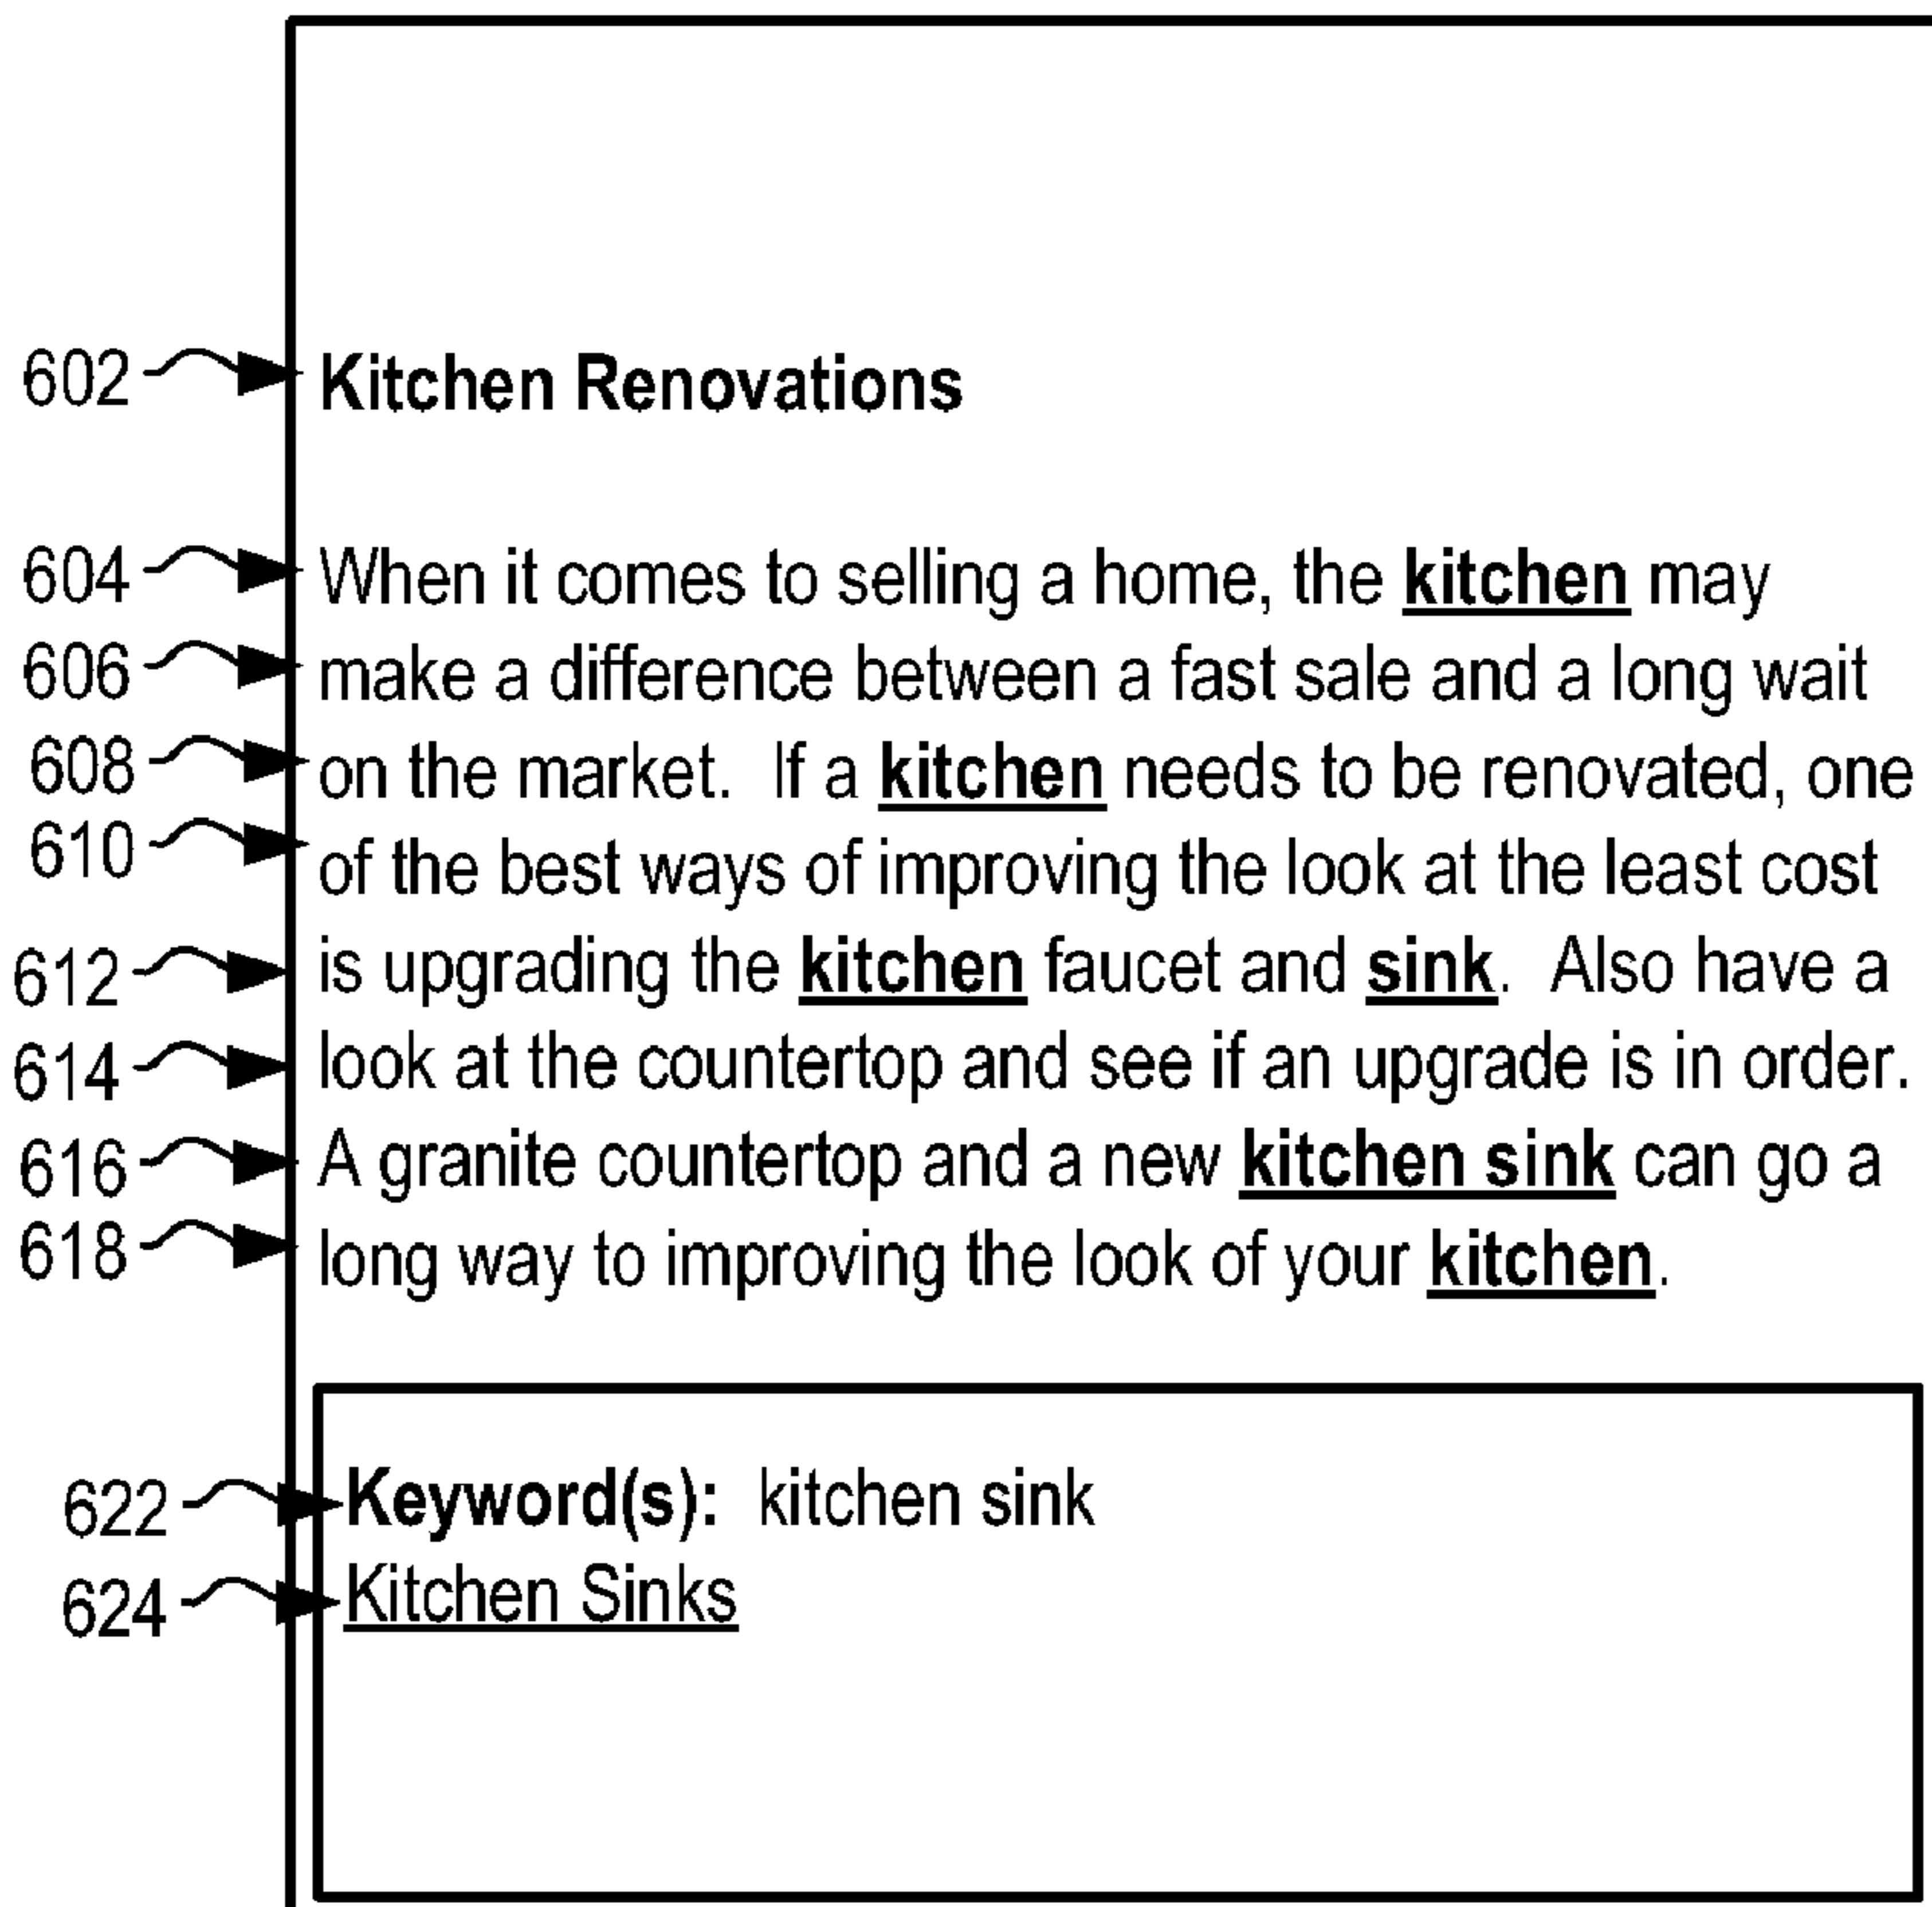 602 Kitchen Renovations
604 When it comes to selling a home, the kitchen may
606 make a difference between a fast sale and a long wait
608 on the market. If a kitchen needs to be renovated, one
610 of the best ways of improving the look at the least cost
612 is upgrading the kitchen faucet and sink. Also have a
614 look at the countertop and see if an upgrade is in order.
616 A granite countertop and a new kitchen sink can go a
618 long way to improving the look of your kitchen.
622 Keyword(s): kitchen sink
624 Kitchen Sinks